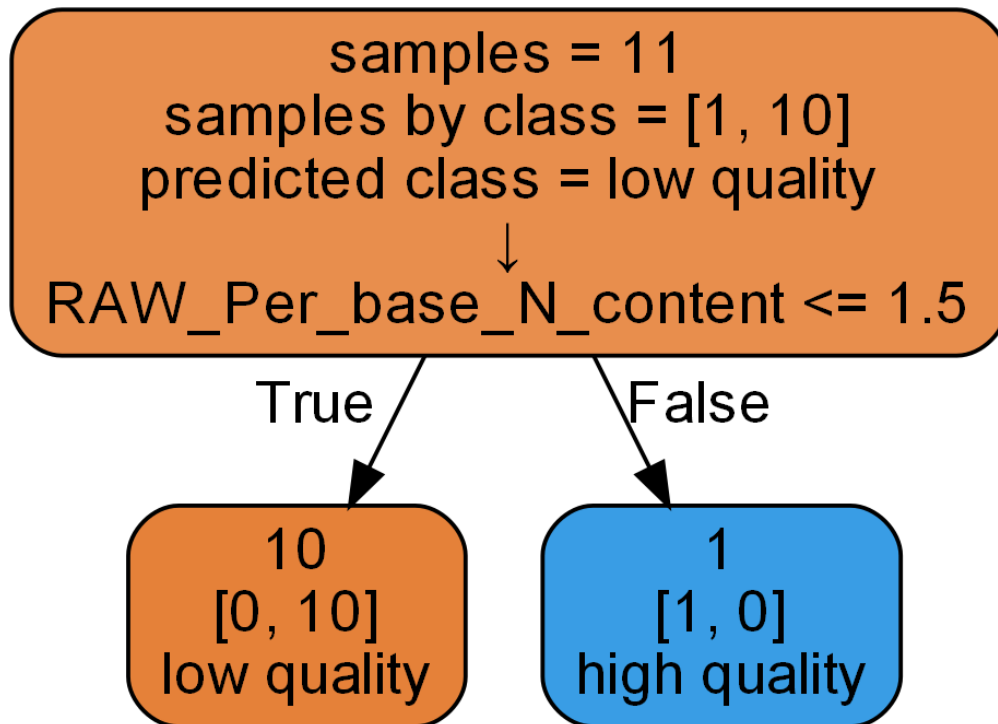 samples = 11
samples by class = [1, 10]
predicted class = low quality
↓
RAW_Per_base_N_content <= 1.5
True
False
10
[0, 10]
low quality
1
[1, 0]
high quality